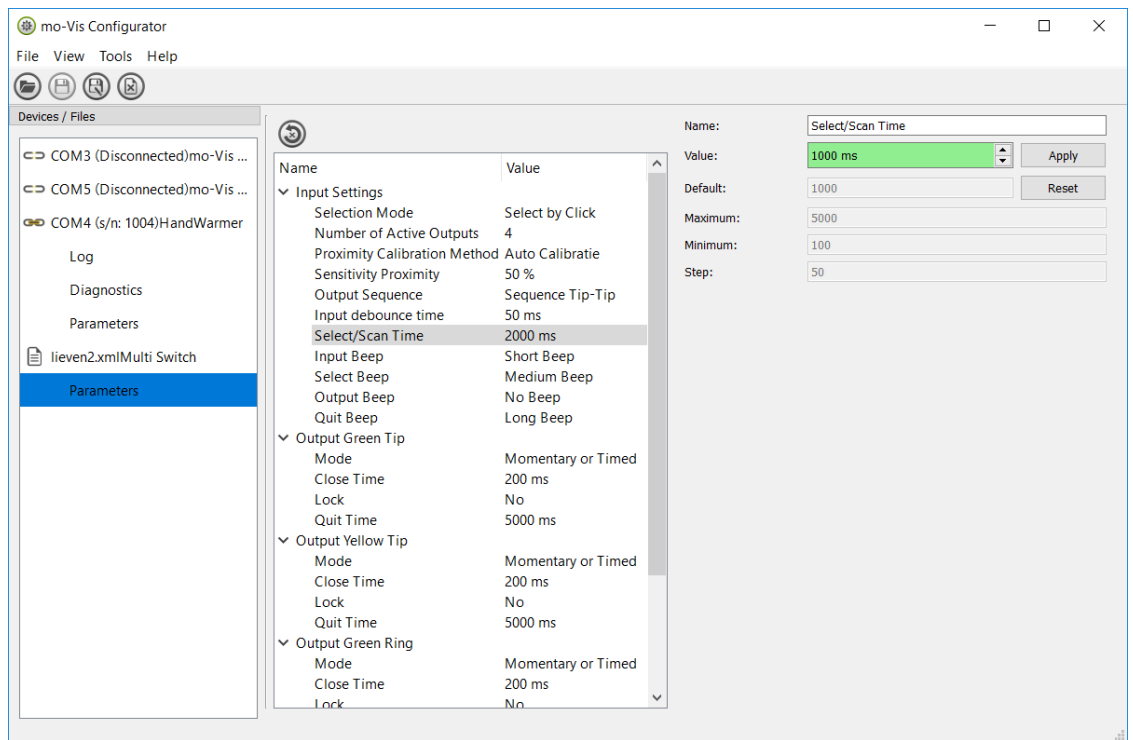 mo-Vis Configurator
File View Tools Help
Devices / Files
COM3 (Disconnected)mo-Vis ...
COM5 (Disconnected)mo-Vis ...
COM4 (s/n: 1004)HandWarmer
Log
Diagnostics
Parameters
lieven2.xmlMulti Switch
Parameters
Name Value
Input Settings
Selection Mode Select by Click
Number of Active Outputs 4
Proximity Calibration Method Auto Calibratie
Sensitivity Proximity 50 %
Output Sequence Sequence Tip-Tip
Input debounce time 50 ms
Select/Scan Time 2000 ms
Input Beep Short Beep
Select Beep Medium Beep
Output Beep No Beep
Quit Beep Long Beep
Output Green Tip
Mode Momentary or Timed
Close Time 200 ms
Lock No
Quit Time 5000 ms
Output Yellow Tip
Mode Momentary or Timed
Close Time 200 ms
Lock No
Quit Time 5000 ms
Output Green Ring
Mode Momentary or Timed
Close Time 200 ms
Lock No
Name: Select/Scan Time
Value: 1000 ms Apply
Default: 1000 Reset
Maximum: 5000
Minimum: 100
Step: 50